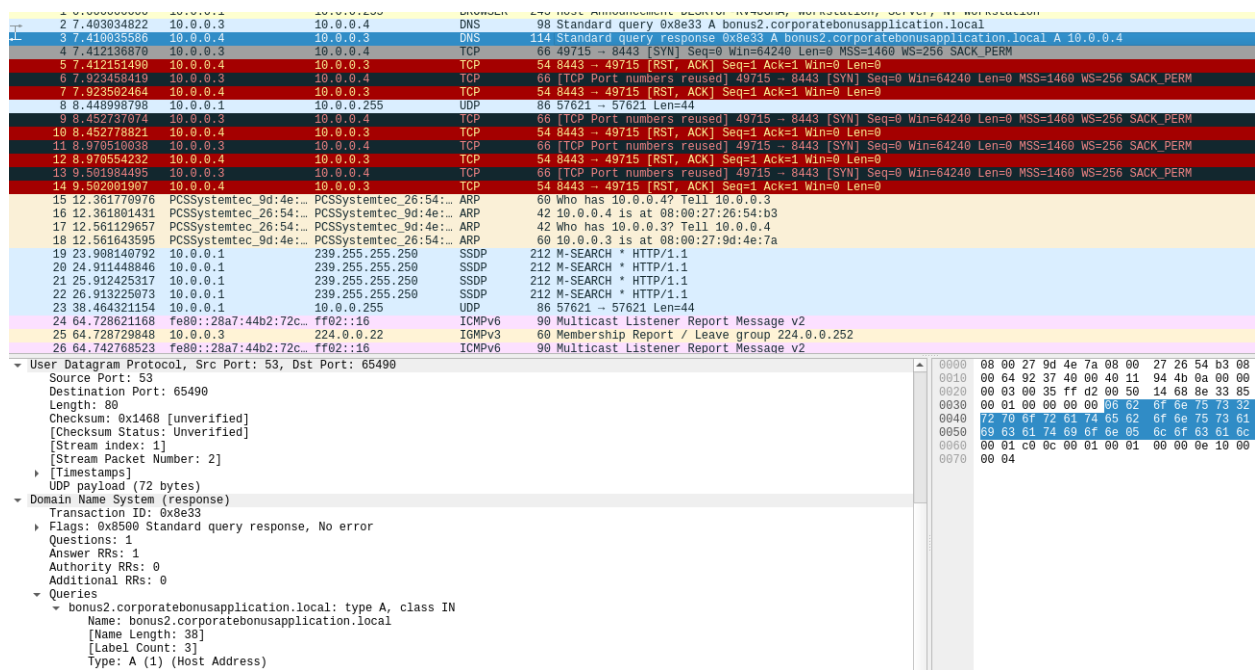 2 7.403034822 10.0.0.3 10.0.0.4 DNS 98 Standard query 0x8e33 A bonus2.corporatebonusapplication.local
3 7.410035586 10.0.0.4 10.0.0.3 DNS 114 Standard query response 0x8e33 A bonus2.corporatebonusapplication.local A 10.0.0.4
4 7.412136870 10.0.0.3 10.0.0.4 TCP 66 49715 → 8443 [SYN] Seq=0 Win=64240 Len=0 MSS=1460 WS=256 SACK_PERM
5 7.412151490 10.0.0.4 10.0.0.3 TCP 54 8443 → 49715 [RST, ACK] Seq=1 Ack=1 Win=0 Len=0
6 7.923458419 10.0.0.3 10.0.0.4 TCP 66 [TCP Port numbers reused] 49715 → 8443 [SYN] Seq=0 Win=64240 Len=0 MSS=1460 WS=256 SACK_PERM
7 7.923502464 10.0.0.4 10.0.0.3 TCP 54 8443 → 49715 [RST, ACK] Seq=1 Ack=1 Win=0 Len=0
8 8.448998798 10.0.0.1 10.0.0.255 UDP 86 57621 → 57621 Len=44
9 8.452737074 10.0.0.3 10.0.0.4 TCP 66 [TCP Port numbers reused] 49715 → 8443 [SYN] Seq=0 Win=64240 Len=0 MSS=1460 WS=256 SACK_PERM
10 8.452778821 10.0.0.4 10.0.0.3 TCP 54 8443 → 49715 [RST, ACK] Seq=1 Ack=1 Win=0 Len=0
11 8.970510038 10.0.0.3 10.0.0.4 TCP 66 [TCP Port numbers reused] 49715 → 8443 [SYN] Seq=0 Win=64240 Len=0 MSS=1460 WS=256 SACK_PERM
12 8.970554232 10.0.0.4 10.0.0.3 TCP 54 8443 → 49715 [RST, ACK] Seq=1 Ack=1 Win=0 Len=0
13 9.501984495 10.0.0.3 10.0.0.4 TCP 66 [TCP Port numbers reused] 49715 → 8443 [SYN] Seq=0 Win=64240 Len=0 MSS=1460 WS=256 SACK_PERM
14 9.502001907 10.0.0.4 10.0.0.3 TCP 54 8443 → 49715 [RST, ACK] Seq=1 Ack=1 Win=0 Len=0
15 12.361770976 PCSSystemtec_9d:4e:… PCSSystemtec_26:54:… ARP 60 Who has 10.0.0.4? Tell 10.0.0.3
16 12.361801431 PCSSystemtec_26:54:… PCSSystemtec_9d:4e:… ARP 42 10.0.0.4 is at 08:00:27:26:54:b3
17 12.561129657 PCSSystemtec_26:54:… PCSSystemtec_9d:4e:… ARP 42 Who has 10.0.0.3? Tell 10.0.0.4
18 12.561643595 PCSSystemtec_9d:4e:… PCSSystemtec_26:54:… ARP 60 10.0.0.3 is at 08:00:27:9d:4e:7a
19 23.908140792 10.0.0.1 239.255.255.250 SSDP 212 M-SEARCH * HTTP/1.1
20 24.911448846 10.0.0.1 239.255.255.250 SSDP 212 M-SEARCH * HTTP/1.1
21 25.912425317 10.0.0.1 239.255.255.250 SSDP 212 M-SEARCH * HTTP/1.1
22 26.913225073 10.0.0.1 239.255.255.250 SSDP 212 M-SEARCH * HTTP/1.1
23 38.464321154 10.0.0.1 10.0.0.255 UDP 86 57621 → 57621 Len=44
24 64.728621168 fe80::28a7:44b2:72c… ff02::16 ICMPv6 90 Multicast Listener Report Message v2
25 64.728729848 10.0.0.3 224.0.0.22 IGMPv3 60 Membership Report / Leave group 224.0.0.252
26 64.742768523 fe80::28a7:44b2:72c… ff02::16 ICMPv6 90 Multicast Listener Report Message v2
User Datagram Protocol, Src Port: 53, Dst Port: 65490
Source Port: 53
Destination Port: 65490
Length: 80
Checksum: 0x1468 [unverified]
[Checksum Status: Unverified]
[Stream index: 1]
[Stream Packet Number: 2]
[Timestamps]
UDP payload (72 bytes)
Domain Name System (response)
Transaction ID: 0x8e33
Flags: 0x8500 Standard query response, No error
Questions: 1
Answer RRs: 1
Authority RRs: 0
Additional RRs: 0
Queries
bonus2.corporatebonusapplication.local: type A, class IN
Name: bonus2.corporatebonusapplication.local
[Name Length: 38]
[Label Count: 3]
Type: A (1) (Host Address)
0000 08 00 27 9d 4e 7a 08 00 27 26 54 b3 08
0010 00 64 92 37 40 00 40 11 94 4b 0a 00 00
0020 00 03 00 35 ff d2 00 50 14 68 8e 33 85
0030 00 01 00 00 00 00 06 62 6f 6e 75 73 32
0040 72 70 6f 72 61 74 65 62 6f 6e 75 73 61
0050 69 63 61 74 69 6f 6e 05 6c 6f 63 61 6c
0060 00 01 c0 0c 00 01 00 01 00 00 0e 10 00
0070 00 04